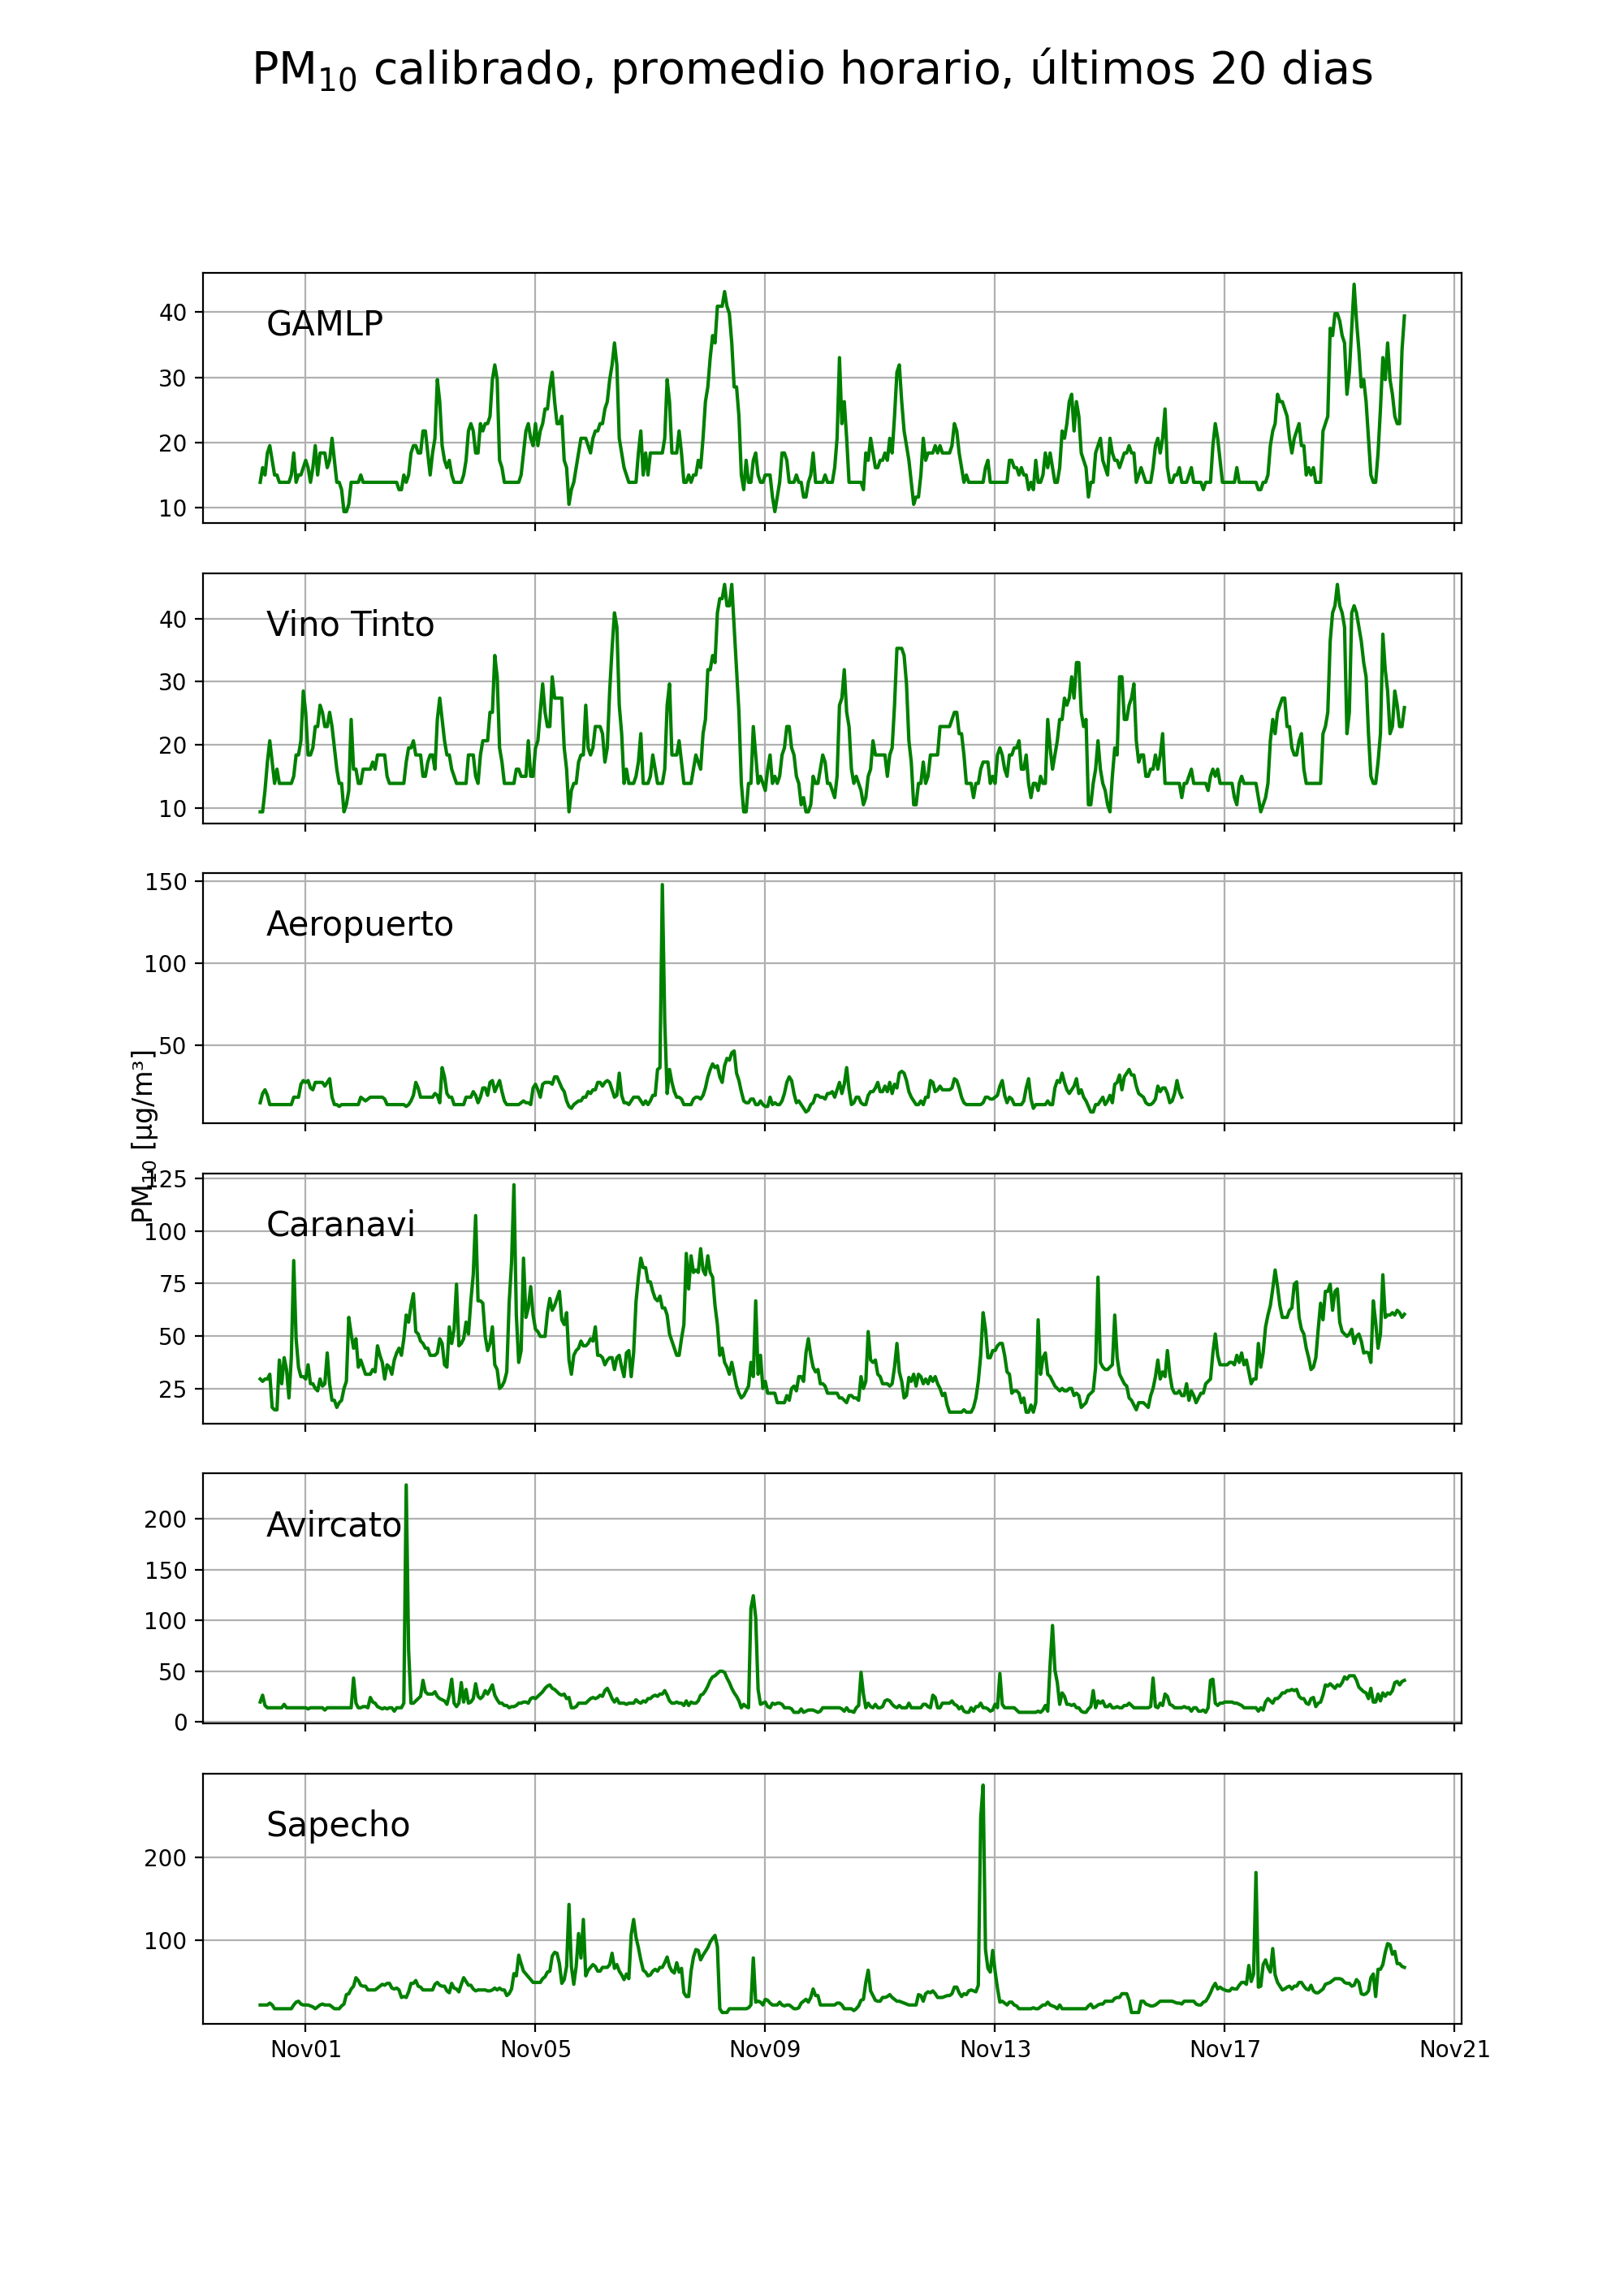 PM₁₀ calibrado, promedio horario, últimos 20 dias
PM₁₀ [µg/m³]
GAMLP
40
30
20
10
Vino Tinto
40
30
20
10
Aeropuerto
150
100
50
Caranavi
125
100
75
50
25
Avircato
200
150
100
50
0
Sapecho
200
100
Nov01 Nov05 Nov09 Nov13 Nov17 Nov21